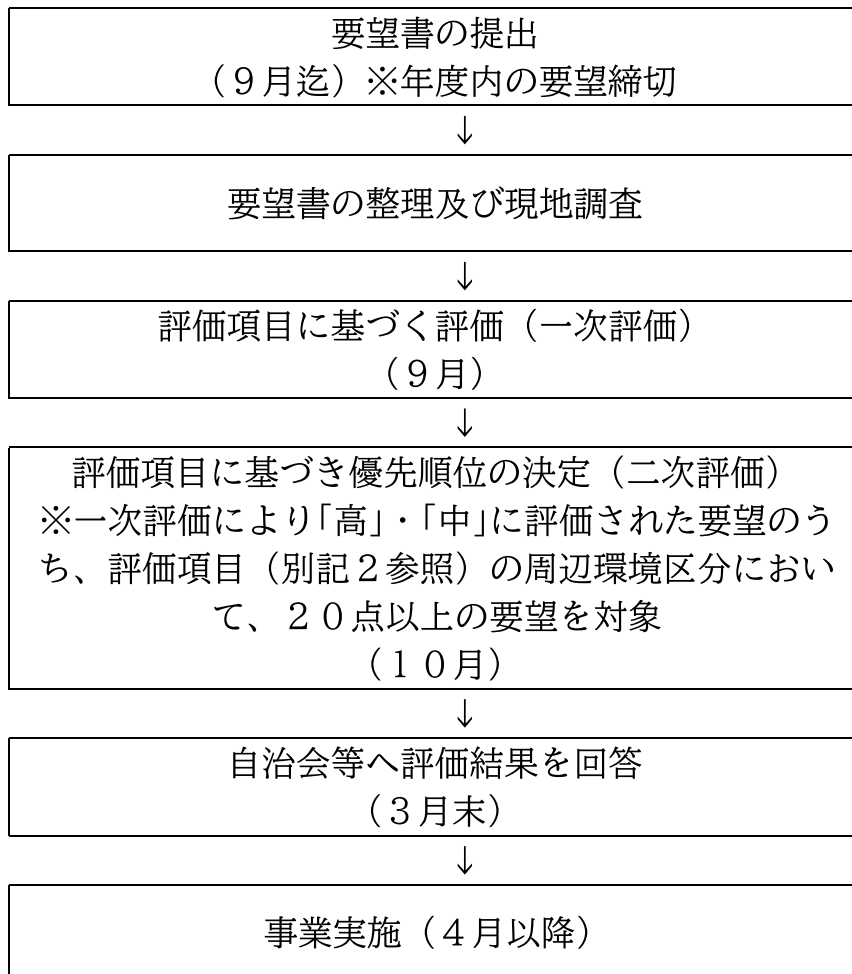 要望書の提出
（９月迄）※年度内の要望締切
↓
要望書の整理及び現地調査
↓
評価項目に基づく評価（一次評価）
（９月）
↓
評価項目に基づき優先順位の決定（二次評価）
※一次評価により｢高｣・｢中｣に評価された要望のう
ち、評価項目（別記２参照）の周辺環境区分におい
て、２０点以上の要望を対象
（１０月）
↓
自治会等へ評価結果を回答
（３月末）
↓
事業実施（４月以降）